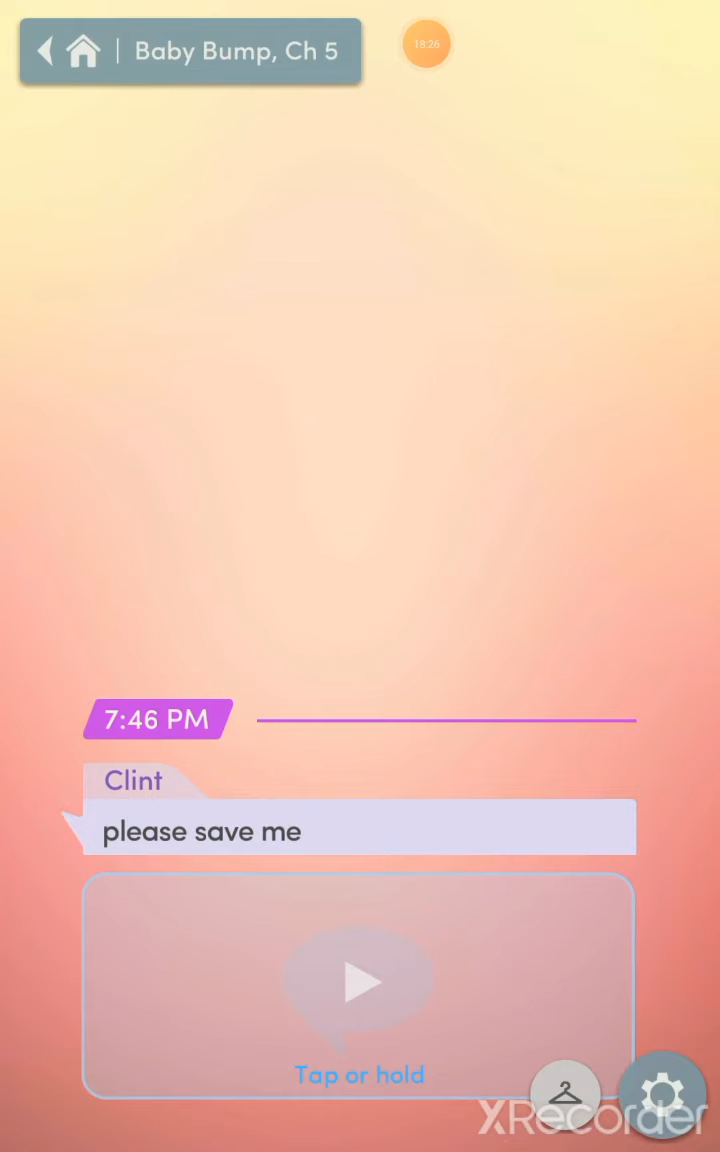 Baby Bump, Ch 5
18:26
7:46 PM
Clint
please save me
Tap or hold
XRecorder